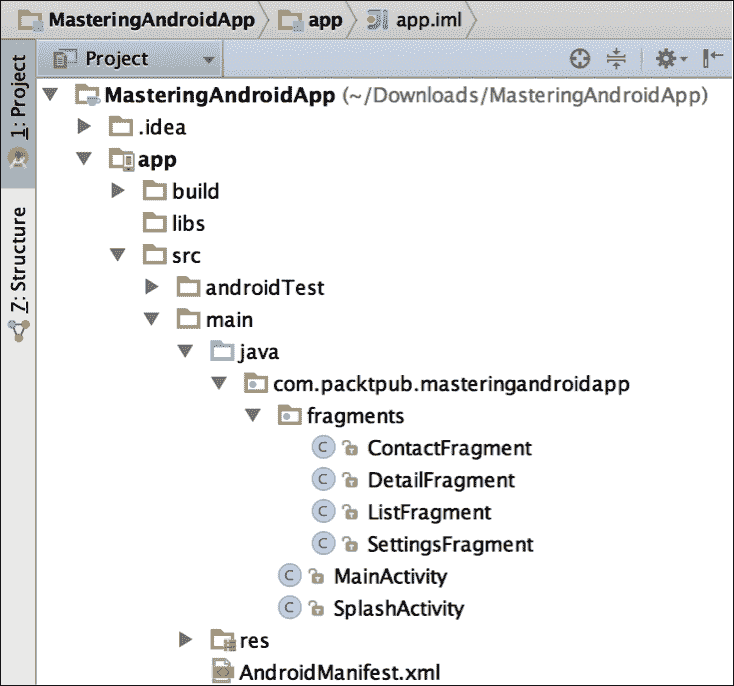 MasteringAndroidApp app app.iml
1: Project
Z: Structure
Project
MasteringAndroidApp (~/Downloads/MasteringAndroidApp)
.idea
app
build
libs
src
androidTest
main
java
com.packtpub.masteringandroidapp
fragments
C ContactFragment
C DetailFragment
C ListFragment
C SettingsFragment
C MainActivity
C SplashActivity
res
AndroidManifest.xml